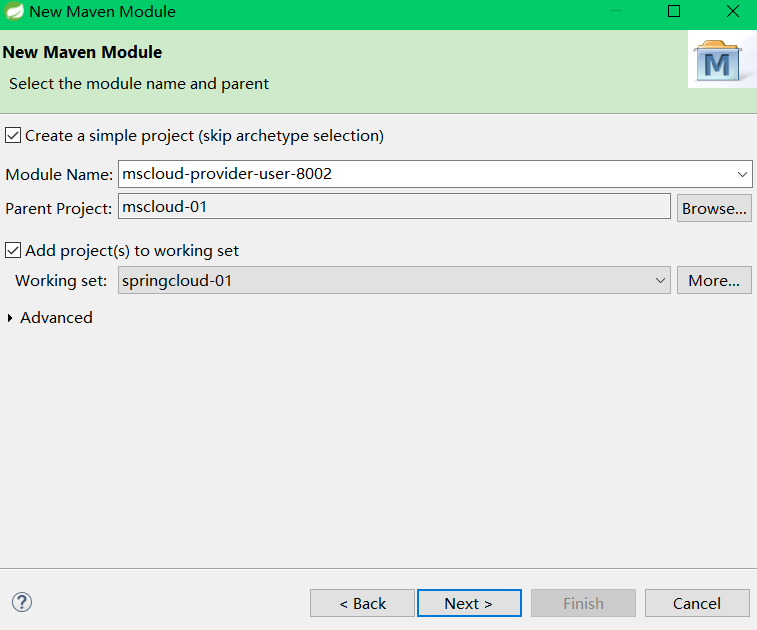 New Maven Module
New Maven Module
Select the module name and parent
M
Create a simple project (skip archetype selection)
Module Name: mscloud-provider-user-8002
Parent Project: mscloud-01 Browse...
Add project(s) to working set
Working set: springcloud-01 More...
Advanced
? < Back Next > Finish Cancel